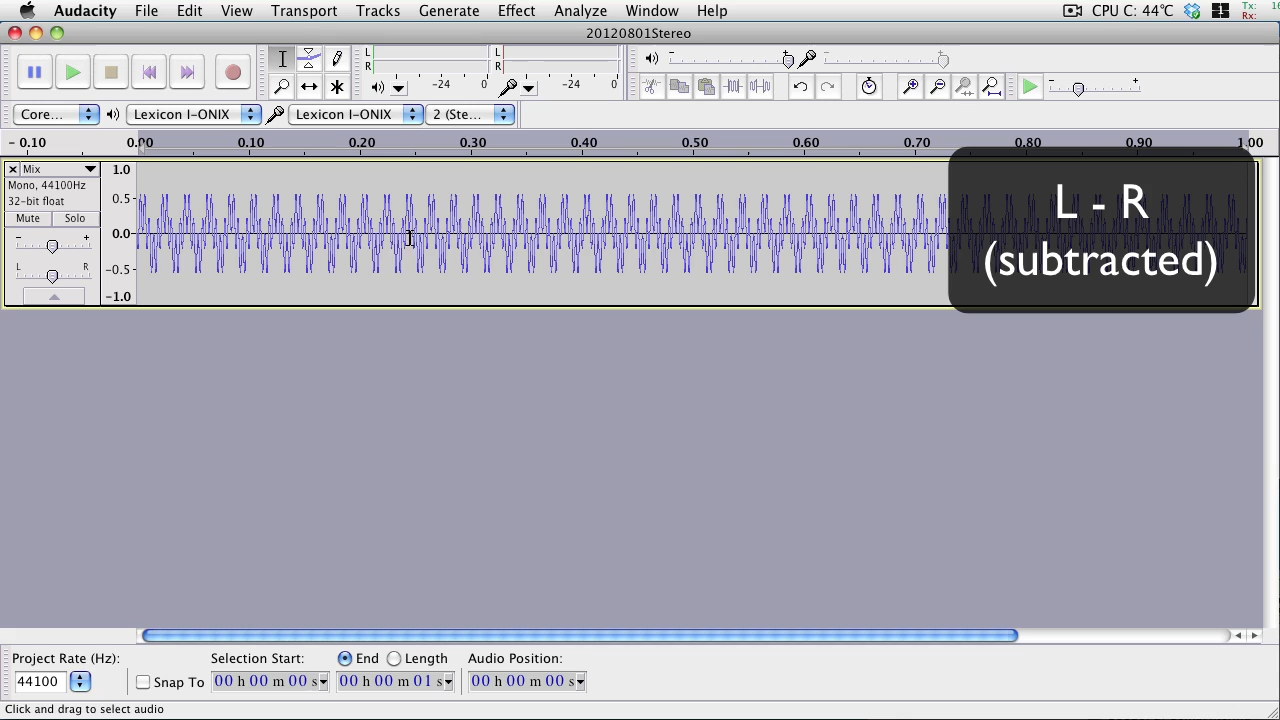 Audacity File Edit View Transport Tracks Generate Effect Analyze Window Help CPU C: 44°C 1 Tx: Rx:
20120801Stereo
L R -24 0 L R -24 0
Core... Lexicon I-ONIX Lexicon I-ONIX 2 (Ste...
- 0.10 0.00 0.10 0.20 0.30 0.40 0.50 0.60 0.70 0.80 0.90 1.00
Mix
Mono, 44100Hz
32-bit float
Mute Solo
- +
L R
1.0
0.5
0.0
-0.5
-1.0
L - R
(subtracted)
Project Rate (Hz): Selection Start: End Length Audio Position:
44100 Snap To 00 h 00 m 00 s 00 h 00 m 01 s 00 h 00 m 00 s
Click and drag to select audio